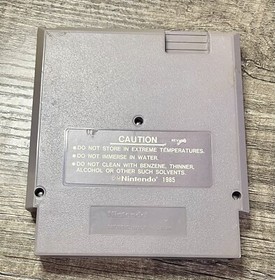 CAUTION
•DO NOT STORE IN EXTREME TEMPERATURES.
•DO NOT IMMERSE IN WATER.
•DO NOT CLEAN WITH BENZENE, THINNER,
ALCOHOL OR OTHER SUCH SOLVENTS.
©Nintendo 1985